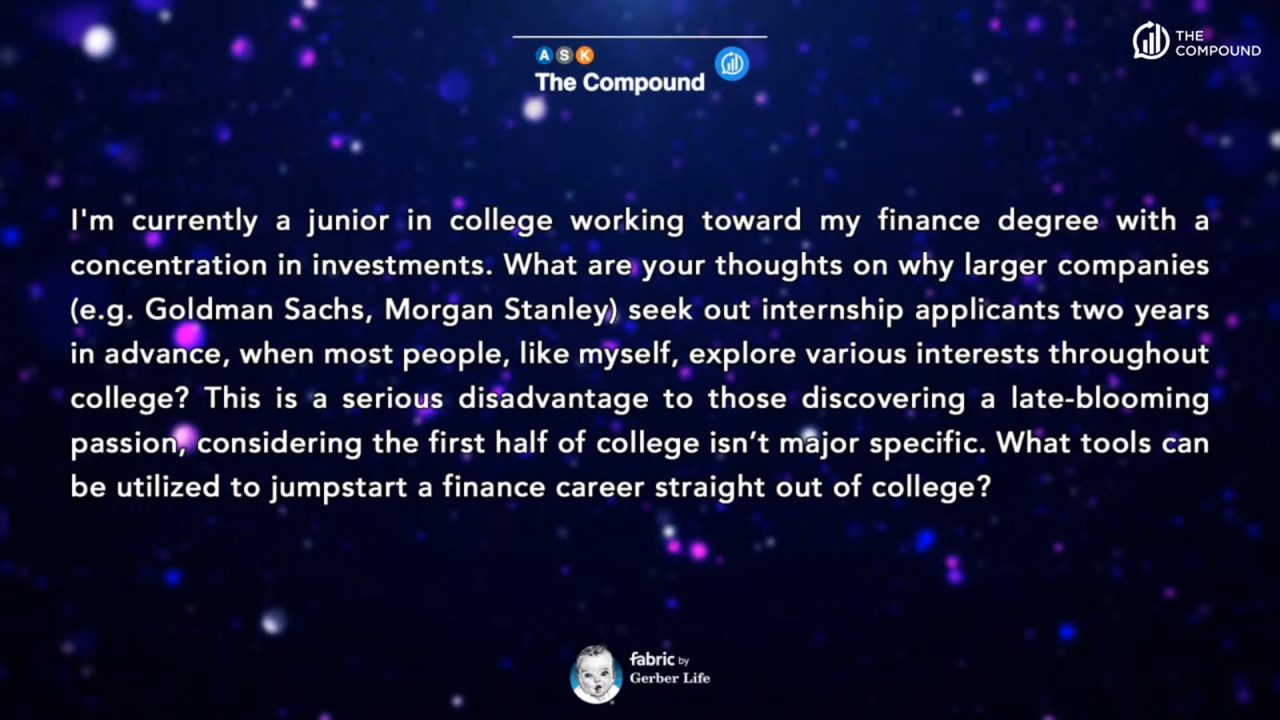 ASK
The Compound
THE
COMPOUND
I'm currently a junior in college working toward my finance degree with a
concentration in investments. What are your thoughts on why larger companies
(e.g. Goldman Sachs, Morgan Stanley) seek out internship applicants two years
in advance, when most people, like myself, explore various interests throughout
college? This is a serious disadvantage to those discovering a late-blooming
passion, considering the first half of college isn’t major specific. What tools can
be utilized to jumpstart a finance career straight out of college?
fabric by
Gerber Life